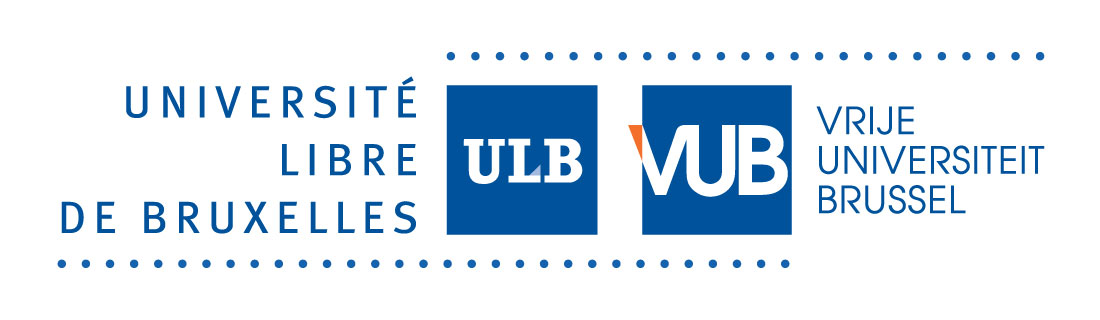 UNIVERSITÉ
LIBRE
DE BRUXELLES
ULB
VUB
VRIJE
UNIVERSITEIT
BRUSSEL